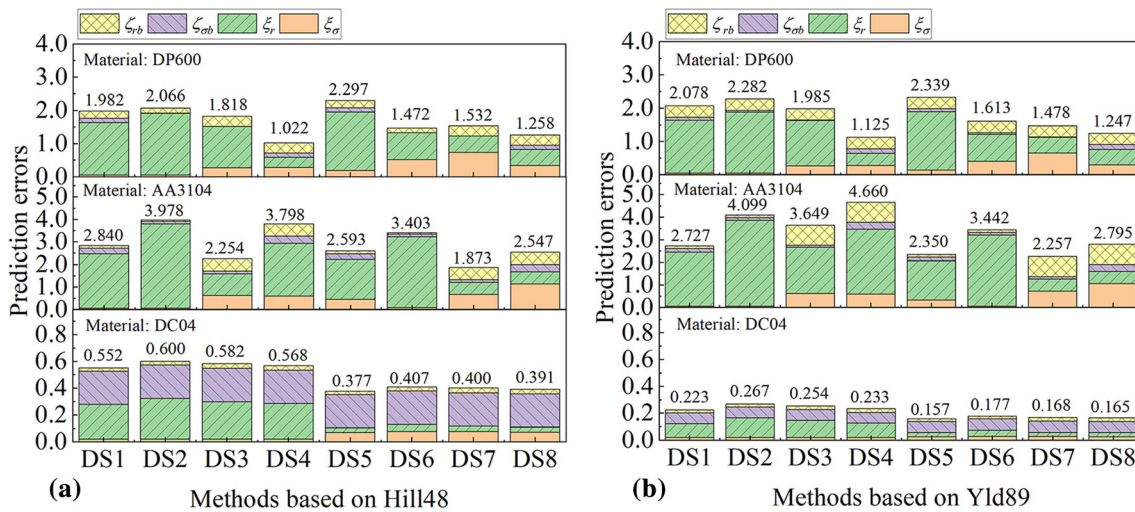 ζrb ζσb ξr ξσ
Prediction errors
4.0
3.0
2.0
1.0
0.0
Material: DP600
1.982 2.066 1.818 1.022 2.297 1.472 1.532 1.258
5.0
4.0
3.0
2.0
1.0
0.0
Material: AA3104
2.840 3.978 2.254 3.798 2.593 3.403 1.873 2.547
0.8
0.6
0.4
0.2
0.0
Material: DC04
0.552 0.600 0.582 0.568 0.377 0.407 0.400 0.391
DS1 DS2 DS3 DS4 DS5 DS6 DS7 DS8
(a) Methods based on Hill48
ζrb ζσb ξr ξσ
Prediction errors
4.0
3.0
2.0
1.0
0.0
Material: DP600
2.078 2.282 1.985 1.125 2.339 1.613 1.478 1.247
5.0
4.0
3.0
2.0
1.0
0.0
Material: AA3104
2.727 4.099 3.649 4.660 2.350 3.442 2.257 2.795
0.8
0.6
0.4
0.2
0.0
Material: DC04
0.223 0.267 0.254 0.233 0.157 0.177 0.168 0.165
DS1 DS2 DS3 DS4 DS5 DS6 DS7 DS8
(b) Methods based on Yld89